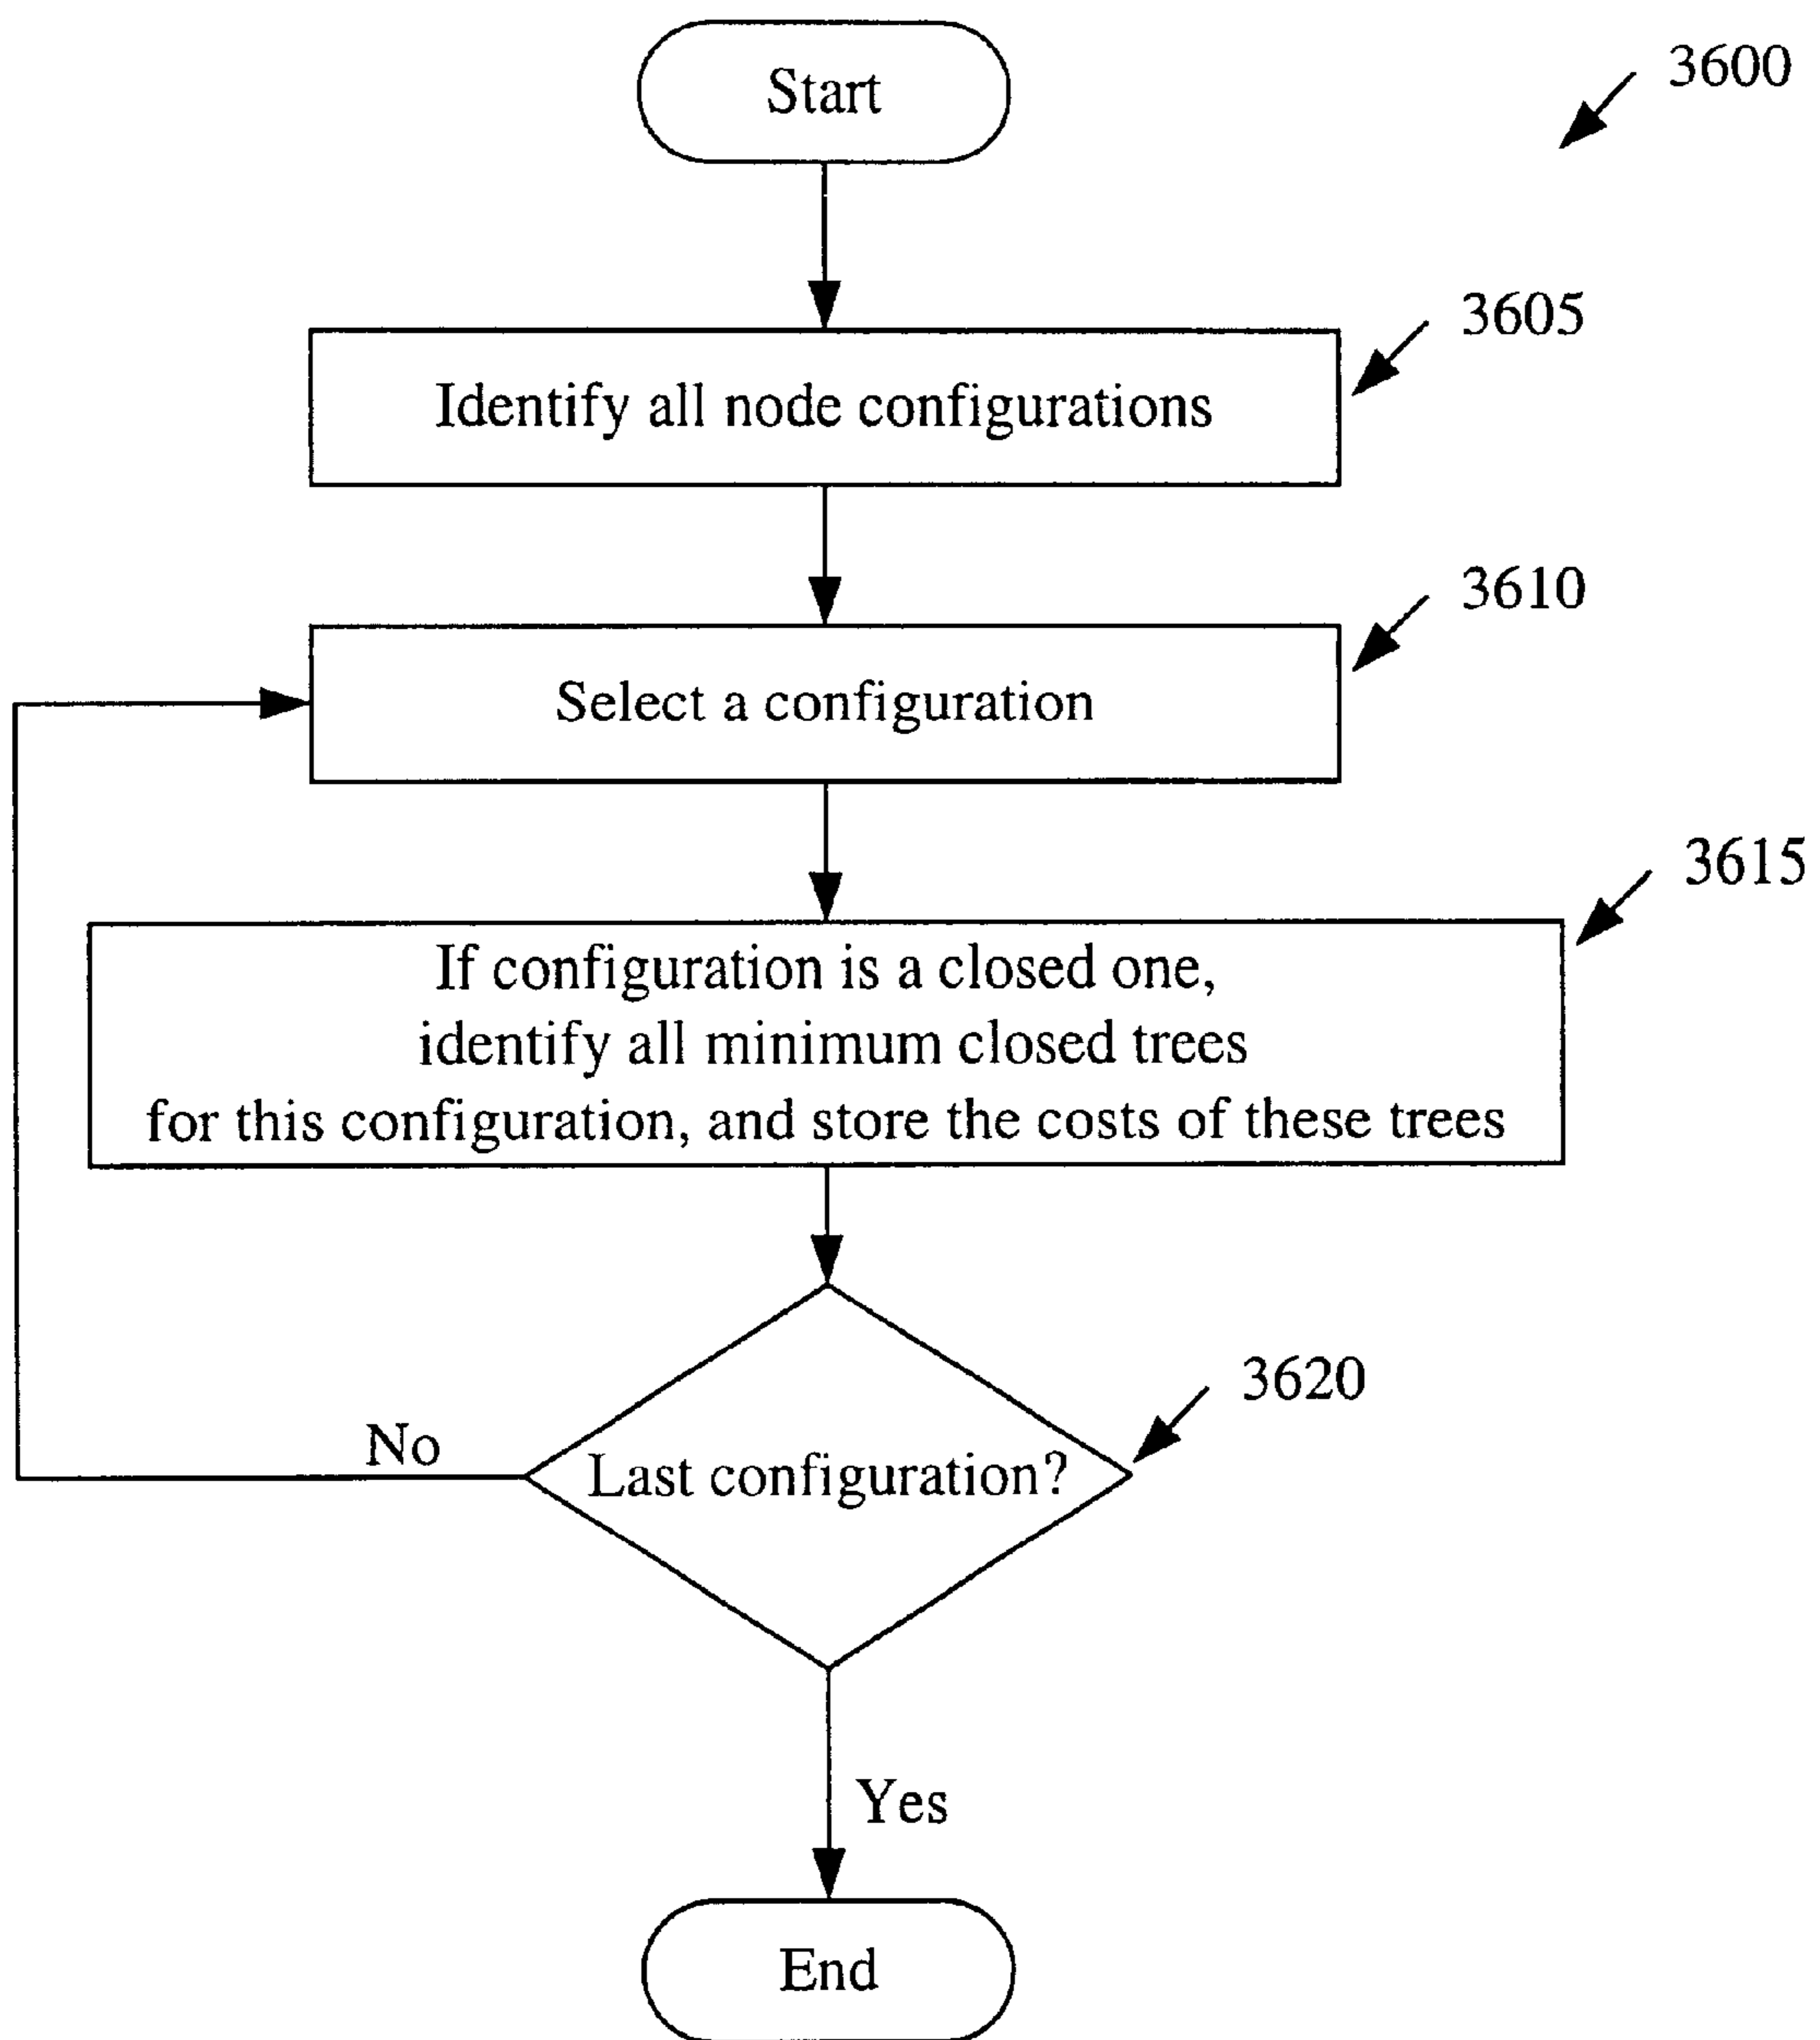 Start
3600
3605
Identify all node configurations
3610
Select a configuration
3615
If configuration is a closed one,
identify all minimum closed trees
for this configuration, and store the costs of these trees
3620
No
Last configuration?
Yes
End